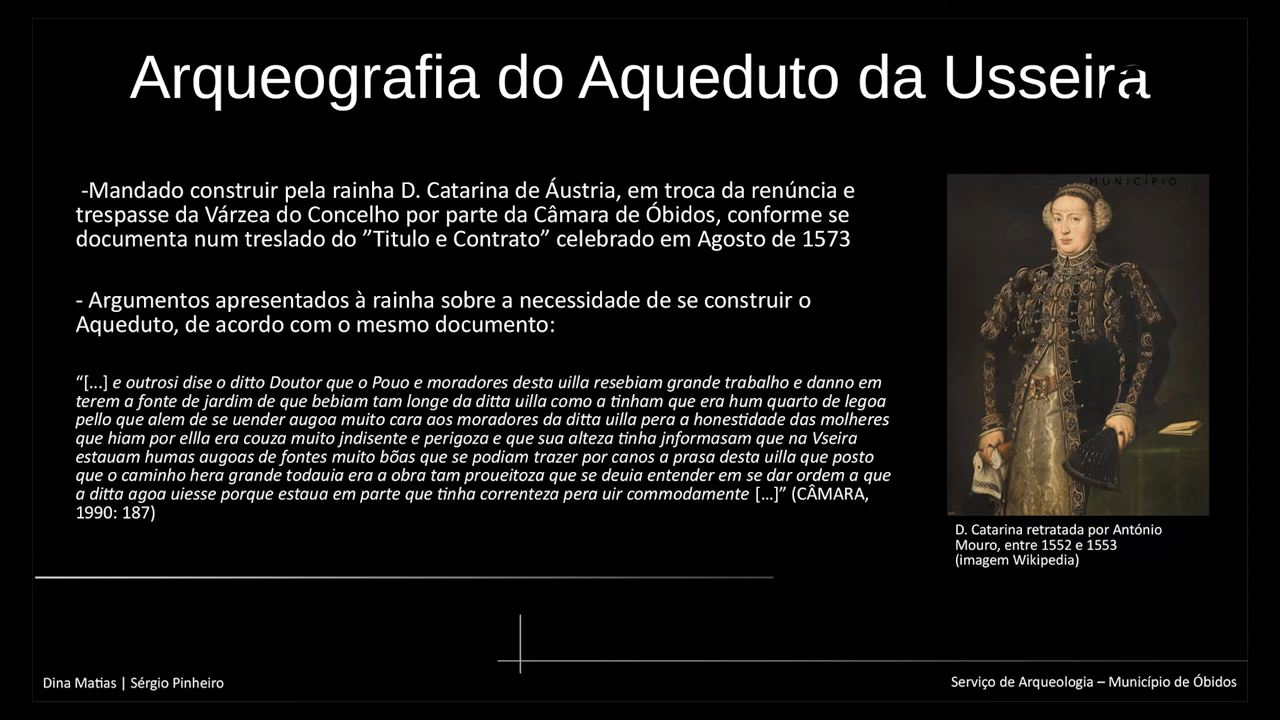 Arqueografia do Aqueduto da Usseira
-Mandado construir pela rainha D. Catarina de Áustria, em troca da renúncia e
trespasse da Várzea do Concelho por parte da Câmara de Óbidos, conforme se
documenta num treslado do ”Titulo e Contrato” celebrado em Agosto de 1573
- Argumentos apresentados à rainha sobre a necessidade de se construir o
Aqueduto, de acordo com o mesmo documento:
“[...] e outrosi dise o ditto Doutor que o Pouo e moradores desta uilla resebiam grande trabalho e danno em
terem a fonte de jardim de que bebiam tam longe da ditta uilla como a tinham que era hum quarto de legoa
pello que alem de se uender augoa muito cara aos moradores da ditta uilla pera a honestidade das molheres
que hiam por ellla era couza muito jndisente e perigoza e que sua alteza tinha jnformasam que na Vseira
estauam humas augoas de fontes muito bõas que se podiam trazer por canos a prasa desta uilla que posto
que o caminho hera grande todauia era a obra tam proueitoza que se deuia entender em se dar ordem a que
a ditta agoa uiesse porque estaua em parte que tinha correnteza pera uir commodamente [...]” (CÂMARA,
1990: 187)
MUNICÍPIO
D. Catarina retratada por António
Mouro, entre 1552 e 1553
(imagem Wikipedia)
Dina Matias | Sérgio Pinheiro
Serviço de Arqueologia – Município de Óbidos